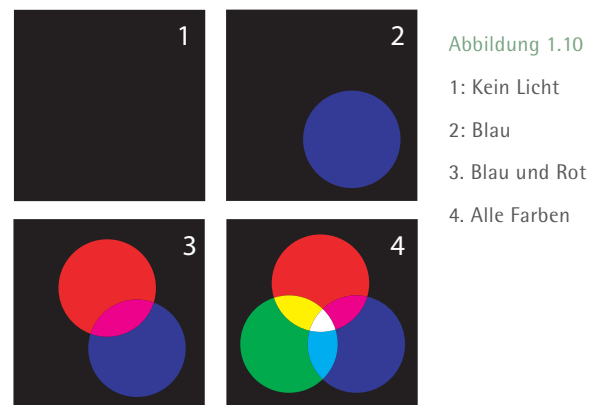 1
2
Abbildung 1.10
1: Kein Licht
2: Blau
3. Blau und Rot
4. Alle Farben
3
4